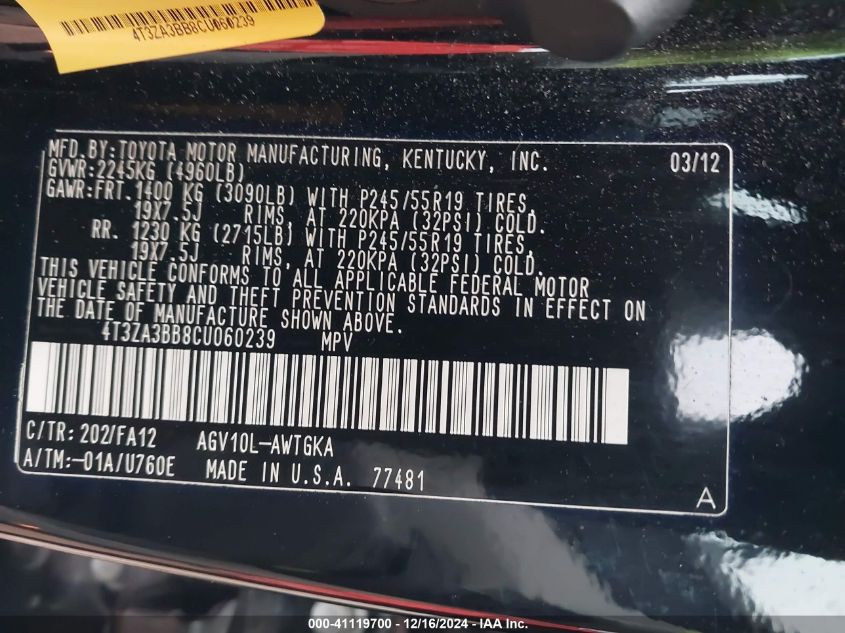 4T3ZA3BB8CU060239
MFD.BY:TOYOTA MOTOR MANUFACTURING, KENTUCKY, INC. 03/12
GVWR:2245KG (4960LB)
GAWR:FRT. 1400 KG (3090LB) WITH P245/55R19 TIRES,
19X7.5J RIMS, AT 220KPA (32PSI) COLD.
RR. 1230 KG (2715LB) WITH P245/55R19 TIRES,
19X7.5J RIMS, AT 220KPA (32PSI) COLD.
THIS VEHICLE CONFORMS TO ALL APPLICABLE FEDERAL MOTOR
VEHICLE SAFETY AND THEFT PREVENTION STANDARDS IN EFFECT ON
THE DATE OF MANUFACTURE SHOWN ABOVE.
4T3ZA3BB8CU060239 MPV
C/TR: 202/FA12 AGV10L-AWTGKA
A/TM:-01A/U760E MADE IN U.S.A. 77481
A
000-41119700 - 12/16/2024 - IAA Inc.